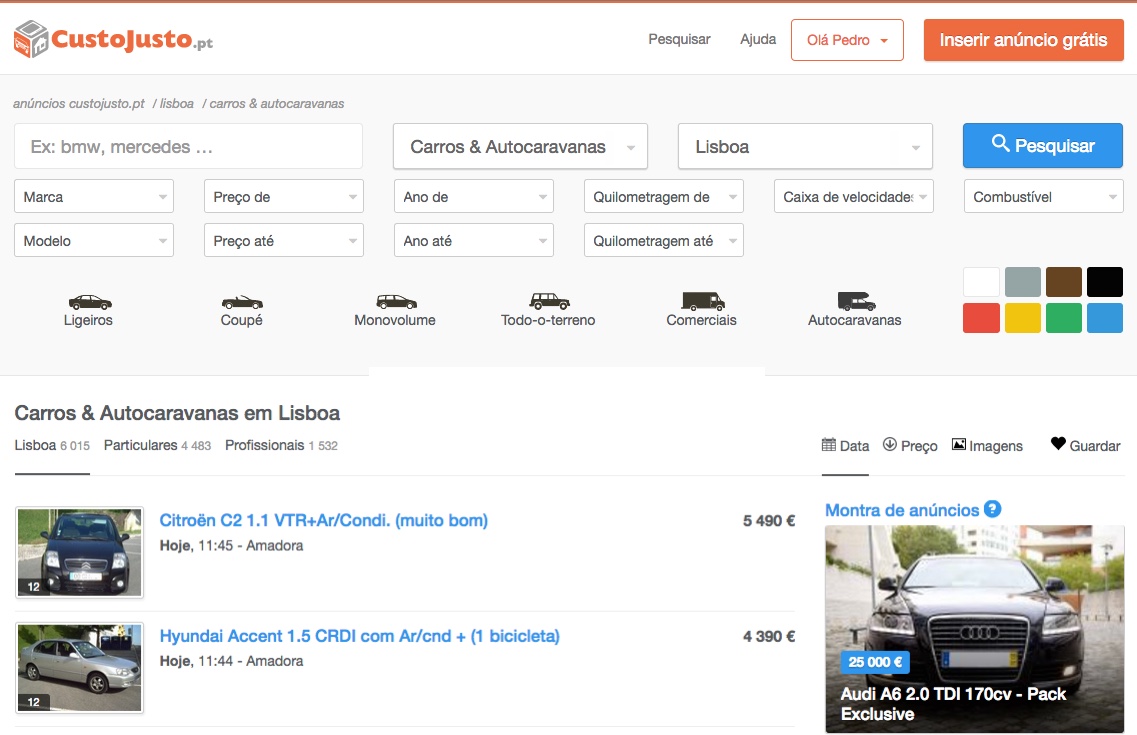 CustoJusto.pt
Pesquisar
Ajuda
Olá Pedro
Inserir anúncio grátis
anúncios custojusto.pt / lisboa / carros & autocaravanas
Ex: bmw, mercedes ...
Carros & Autocaravanas
Lisboa
Pesquisar
Marca
Preço de
Ano de
Quilometragem de
Caixa de velocidades
Combustível
Modelo
Preço até
Ano até
Quilometragem até
Ligeiros
Coupé
Monovolume
Todo-o-terreno
Comerciais
Autocaravanas
Carros & Autocaravanas em Lisboa
Lisboa 6 015
Particulares 4 483
Profissionais 1 532
Data
Preço
Imagens
Guardar
Citroën C2 1.1 VTR+Ar/Condi. (muito bom)
5 490 €
Hoje, 11:45 - Amadora
12
Hyundai Accent 1.5 CRDI com Ar/cnd + (1 bicicleta)
4 390 €
Hoje, 11:44 - Amadora
12
Montra de anúncios ?
25 000 €
Audi A6 2.0 TDI 170cv - Pack
Exclusive